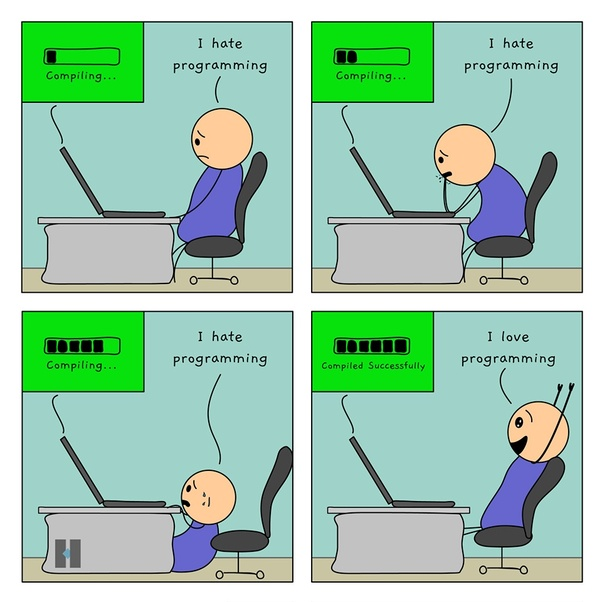 Compiling...
I hate
programming
Compiling...
I hate
programming
Compiling...
I hate
programming
Compiled Successfully
I love
programming